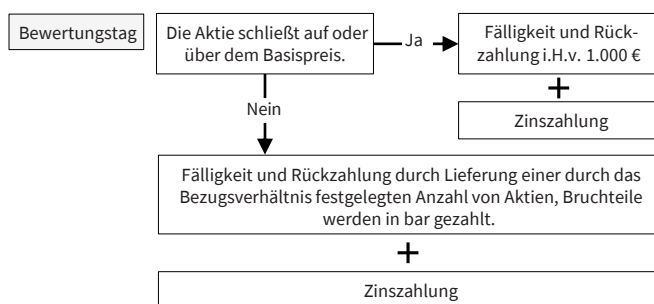 Bewertungstag
Die Aktie schließt auf oder
über dem Basispreis.
Ja
Fälligkeit und Rück-
zahlung i.H.v. 1.000 €
+
Zinszahlung
Nein
Fälligkeit und Rückzahlung durch Lieferung einer durch das
Bezugsverhältnis festgelegten Anzahl von Aktien, Bruchteile
werden in bar gezahlt.
+
Zinszahlung